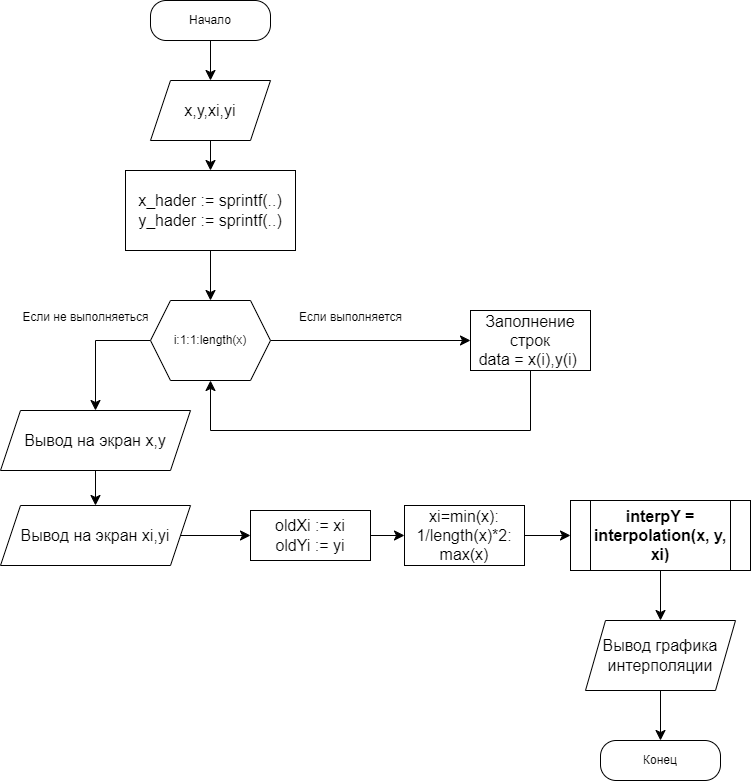 Начало
x,y,xi,yi
x_hader := sprintf(..)
y_hader := sprintf(..)
Если не выполняеться
i:1:1:length(x)
Если выполняется
Заполнение
строк
data = x(i),y(i)
Вывод на экран x,y
Вывод на экран xi,yi
oldXi := xi
oldYi := yi
xi=min(x):
1/length(x)*2:
max(x)
interpY =
interpolation(x, y,
xi)
Вывод графика
интерполяции
Конец